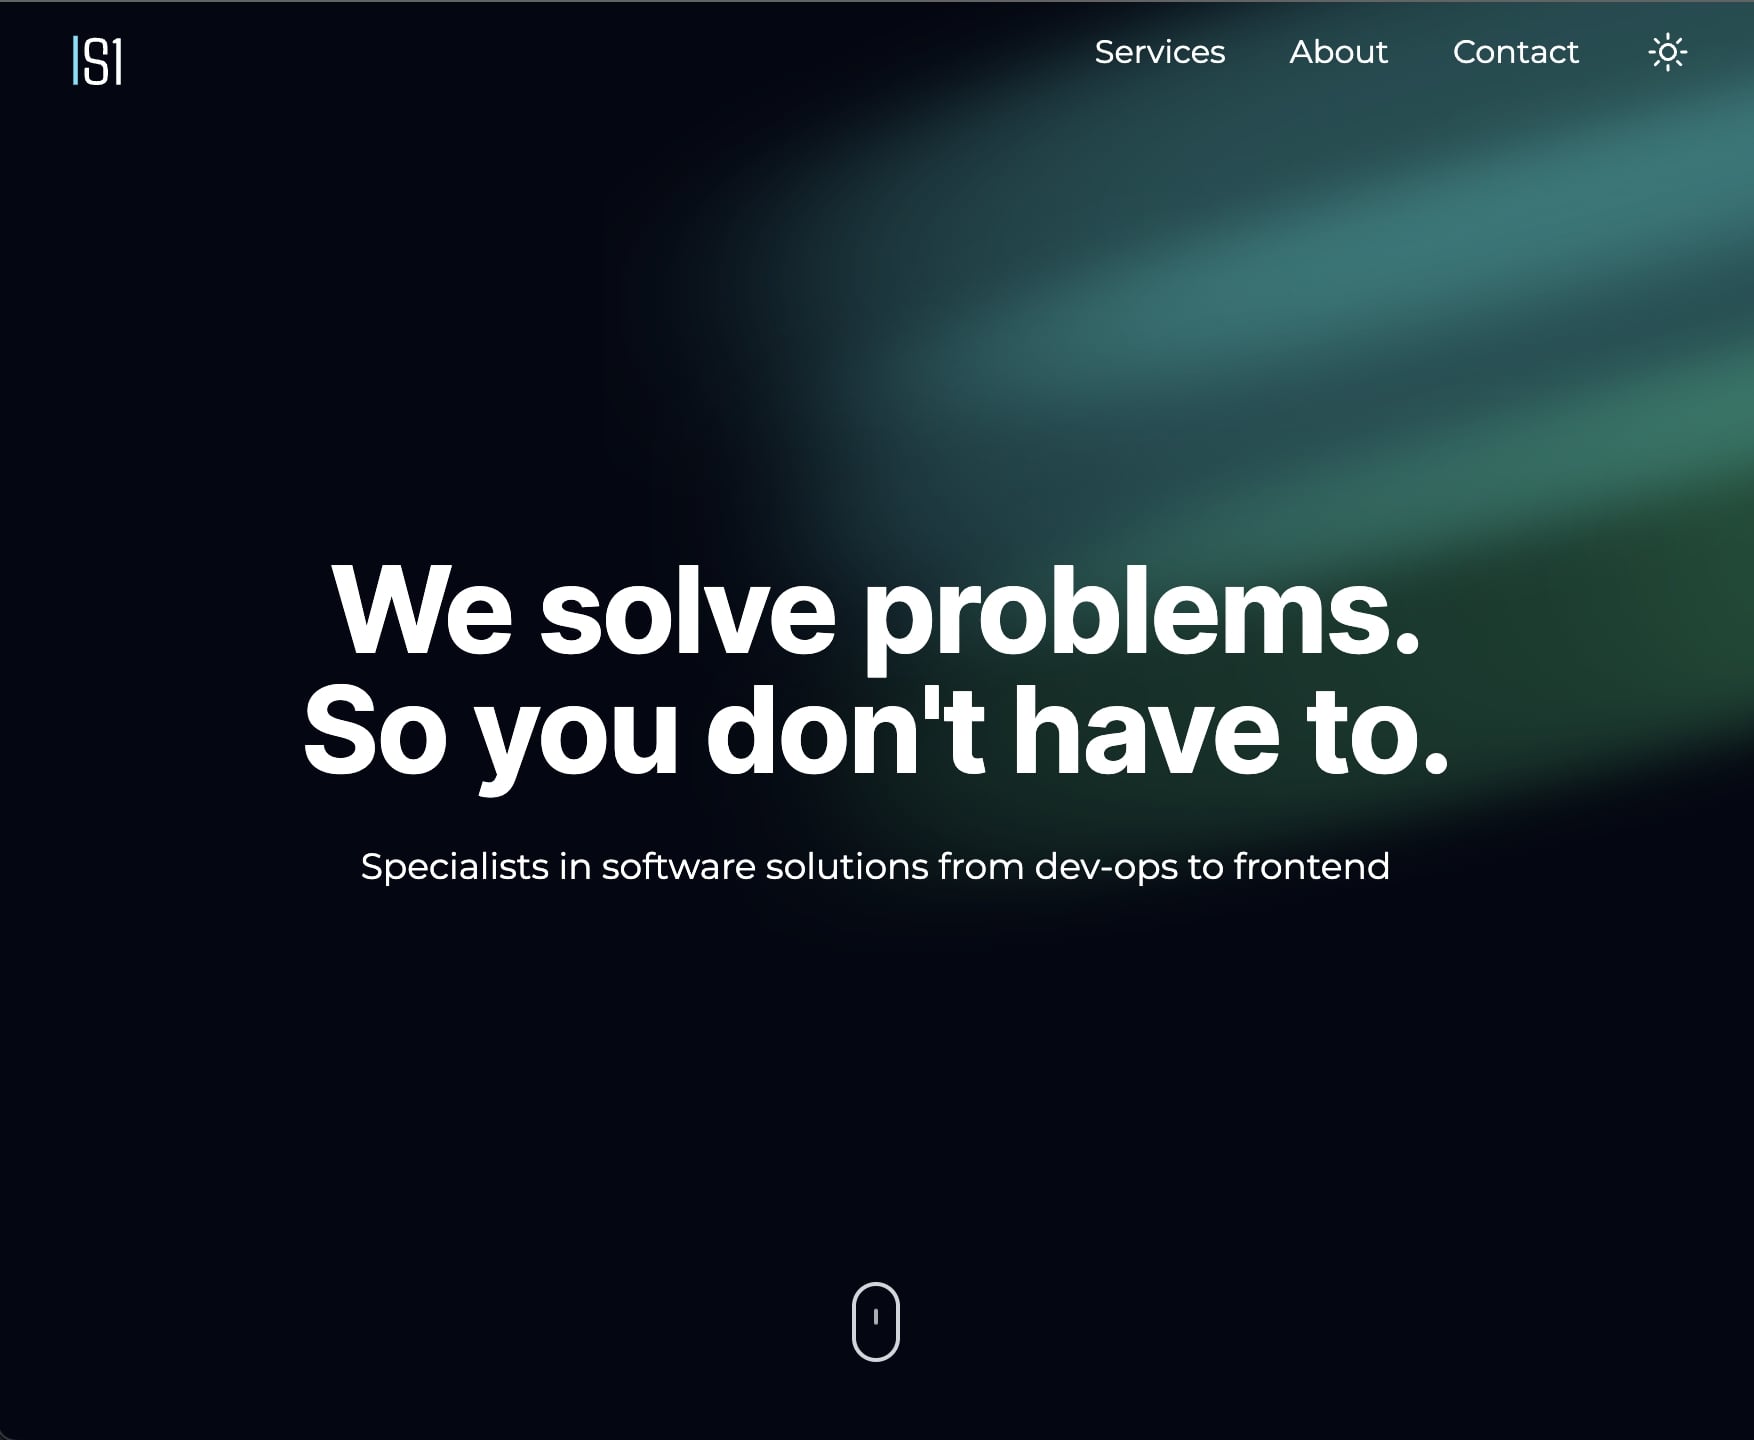 |S1
Services About Contact
We solve problems.
So you don't have to.
Specialists in software solutions from dev-ops to frontend